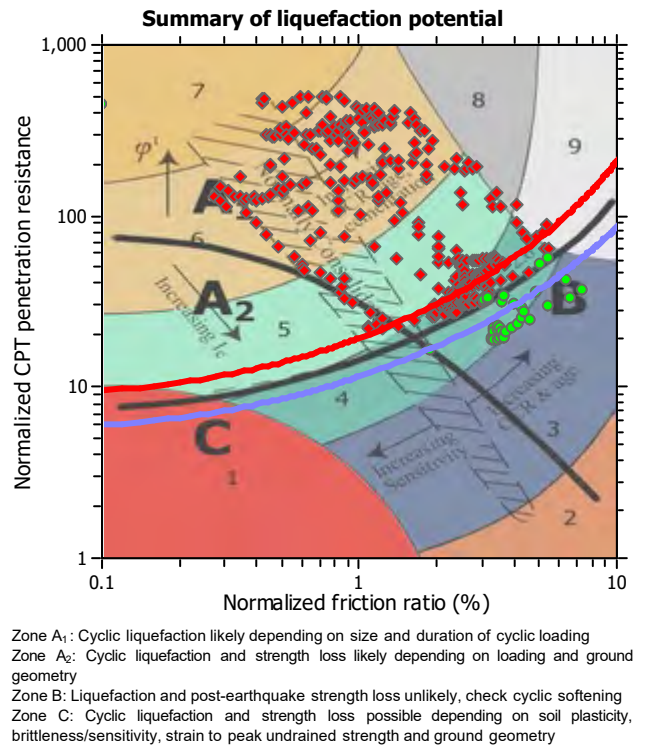 Summary of liquefaction potential
1,000
7
8
9
φ'
100
A
6
A2
Increasing Ic
5
B
10
4
Increasing
OCR & age
C
Increasing
Sensitivity
3
1
2
1
0.1
1
10
Normalized CPT penetration resistance
Normalized friction ratio (%)
Zone A1: Cyclic liquefaction likely depending on size and duration of cyclic loading
Zone A2: Cyclic liquefaction and strength loss likely depending on loading and ground
geometry
Zone B: Liquefaction and post-earthquake strength loss unlikely, check cyclic softening
Zone C: Cyclic liquefaction and strength loss possible depending on soil plasticity,
brittleness/sensitivity, strain to peak undrained strength and ground geometry